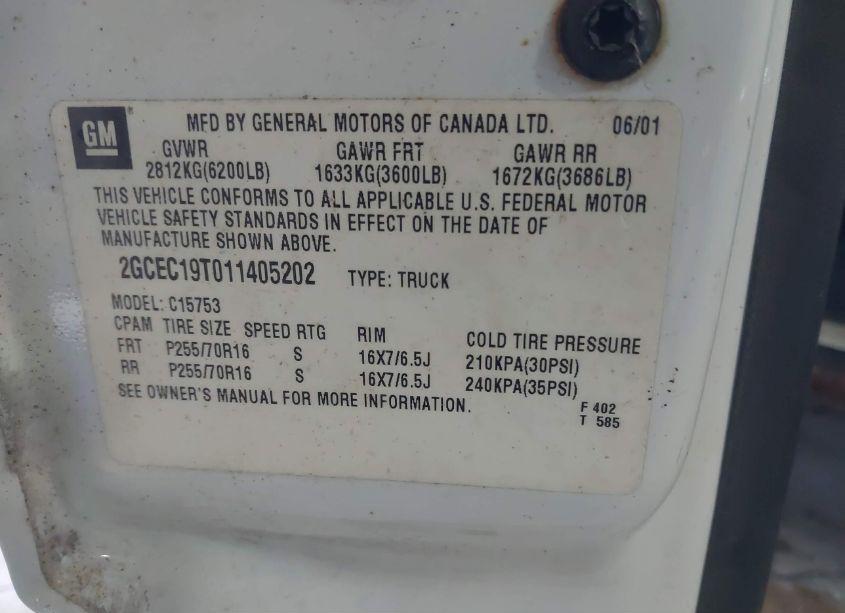 GM
MFD BY GENERAL MOTORS OF CANADA LTD. 06/01
GVWR GAWR FRT GAWR RR
2812KG(6200LB) 1633KG(3600LB) 1672KG(3686LB)
THIS VEHICLE CONFORMS TO ALL APPLICABLE U.S. FEDERAL MOTOR
VEHICLE SAFETY STANDARDS IN EFFECT ON THE DATE OF
MANUFACTURE SHOWN ABOVE.
2GCEC19T011405202 TYPE: TRUCK
MODEL: C15753
CPAM TIRE SIZE SPEED RTG RIM COLD TIRE PRESSURE
FRT P255/70R16 S 16X7/6.5J 210KPA(30PSI)
RR P255/70R16 S 16X7/6.5J 240KPA(35PSI)
SEE OWNER'S MANUAL FOR MORE INFORMATION.
F 402
T 585